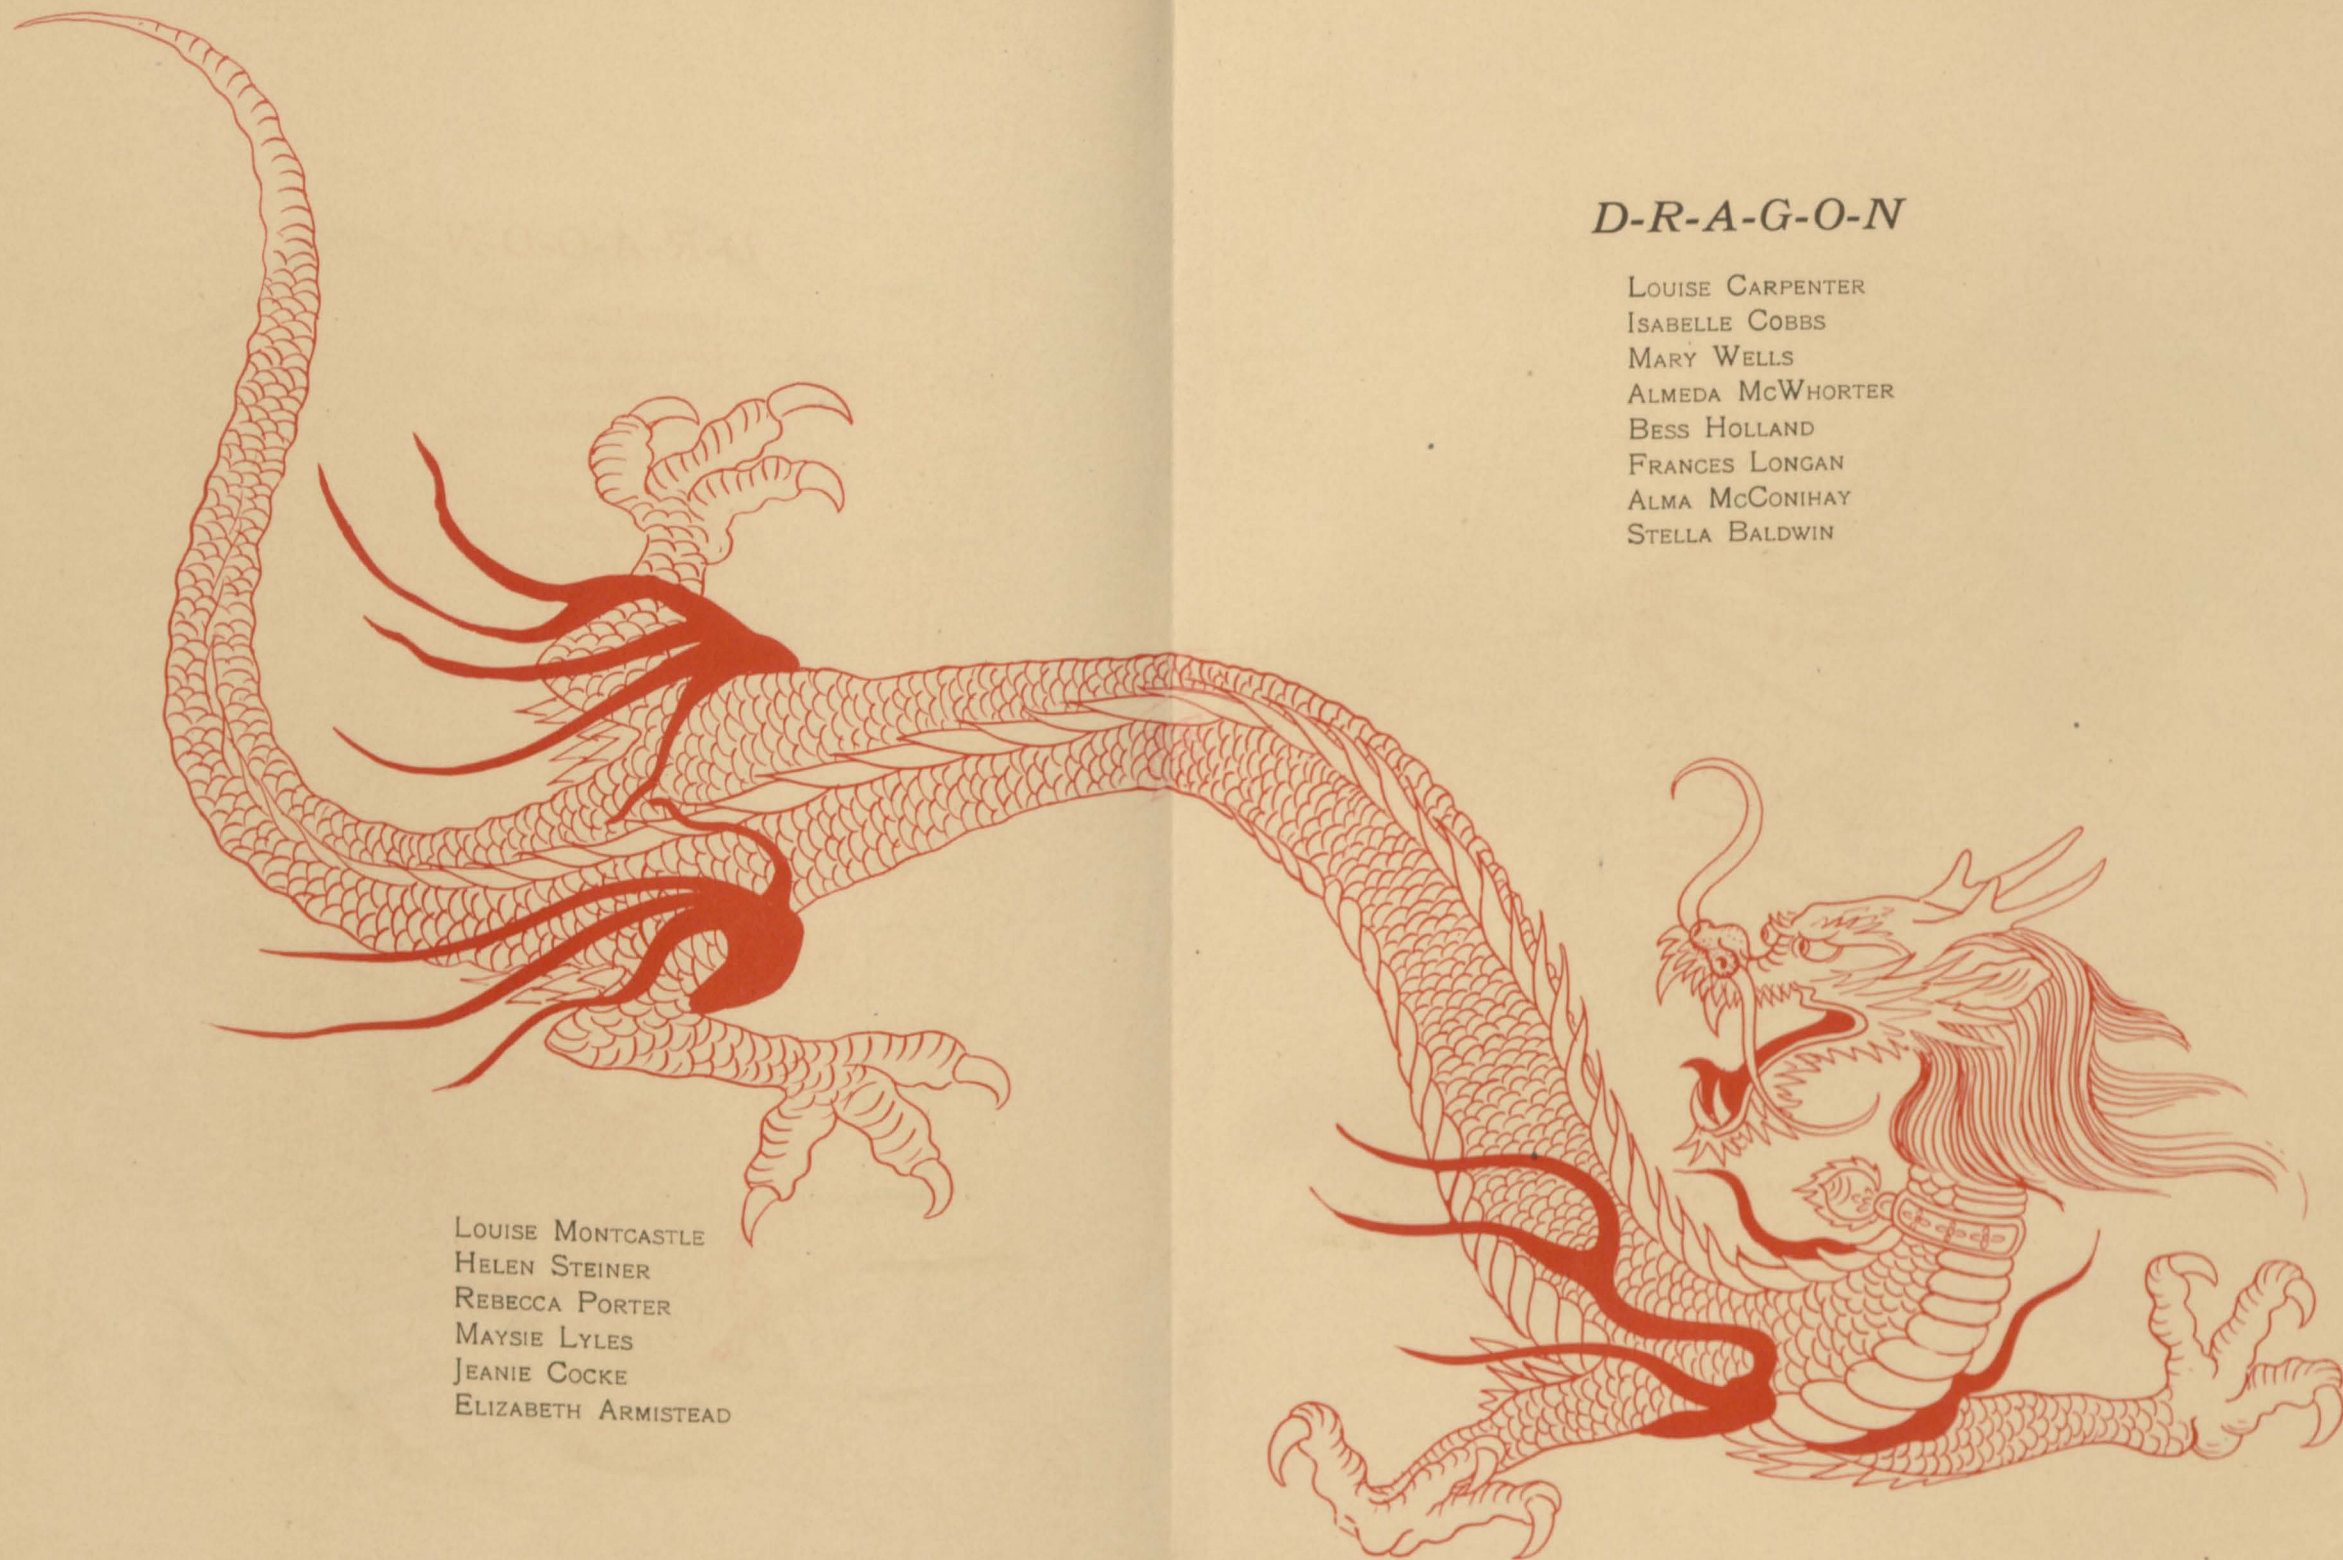 D-R-A-G-O-N
Louise Carpenter
Isabelle Cobbs
Mary Wells
Almeda McWhorter
Bess Holland
Frances Longan
Alma McConihay
Stella Baldwin
Louise Montcastle
Helen Steiner
Rebecca Porter
Maysie Lyles
Jeanie Cocke
Elizabeth Armistead